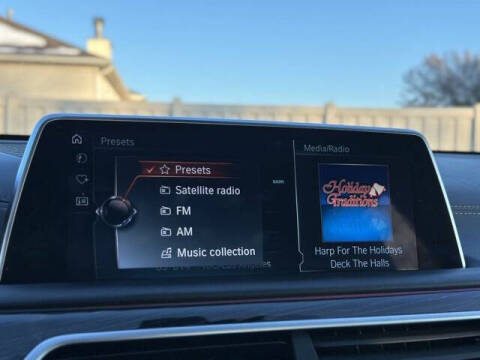 Presets
Media/Radio
Presets
Satellite radio
FM
AM
Music collection
Holiday
Traditions
Harp For The Holidays
Deck The Halls